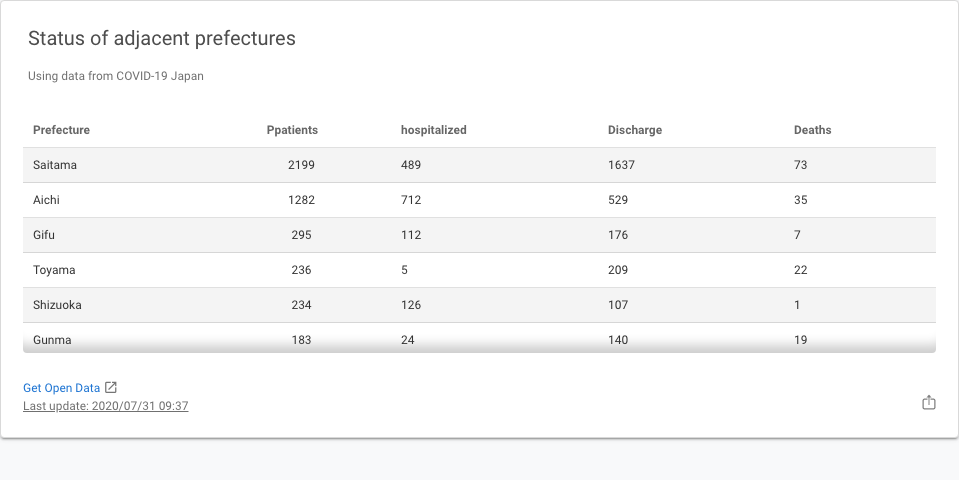 Status of adjacent prefectures
Using data from COVID-19 Japan
Prefecture Ppatients hospitalized Discharge Deaths
Saitama 2199 489 1637 73
Aichi 1282 712 529 35
Gifu 295 112 176 7
Toyama 236 5 209 22
Shizuoka 234 126 107 1
Gunma 183 24 140 19
Get Open Data
Last update: 2020/07/31 09:37